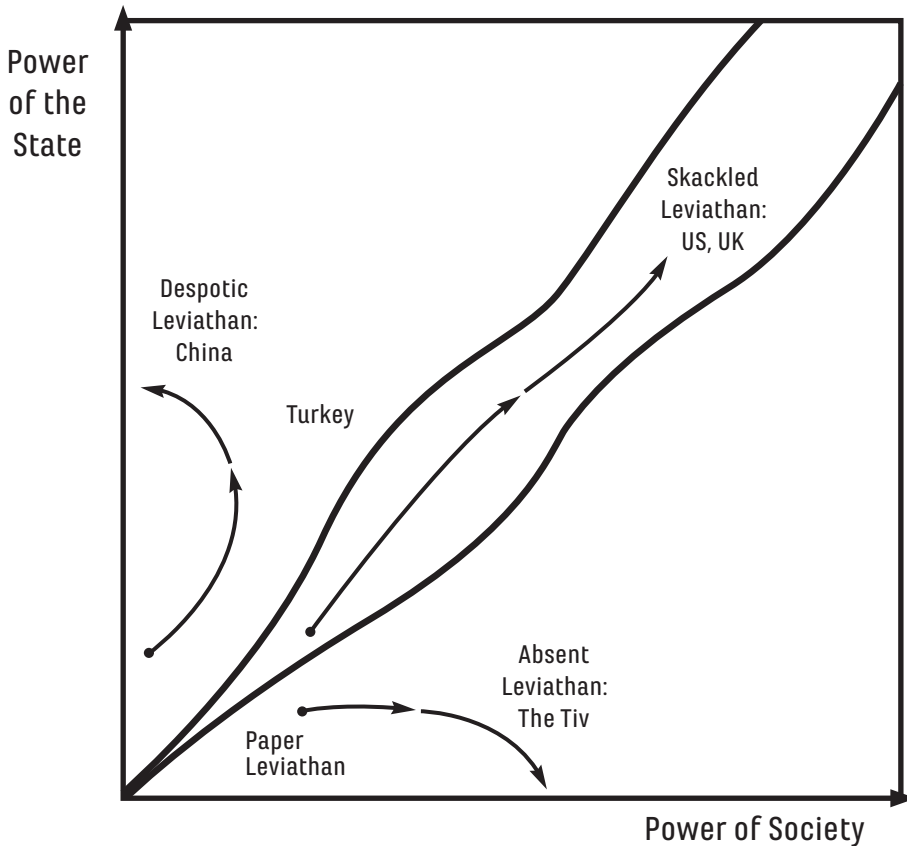 Power
of the
State
Skackled
Leviathan:
US, UK
Despotic
Leviathan:
China
Turkey
Absent
Leviathan:
The Tiv
Paper
Leviathan
Power of Society